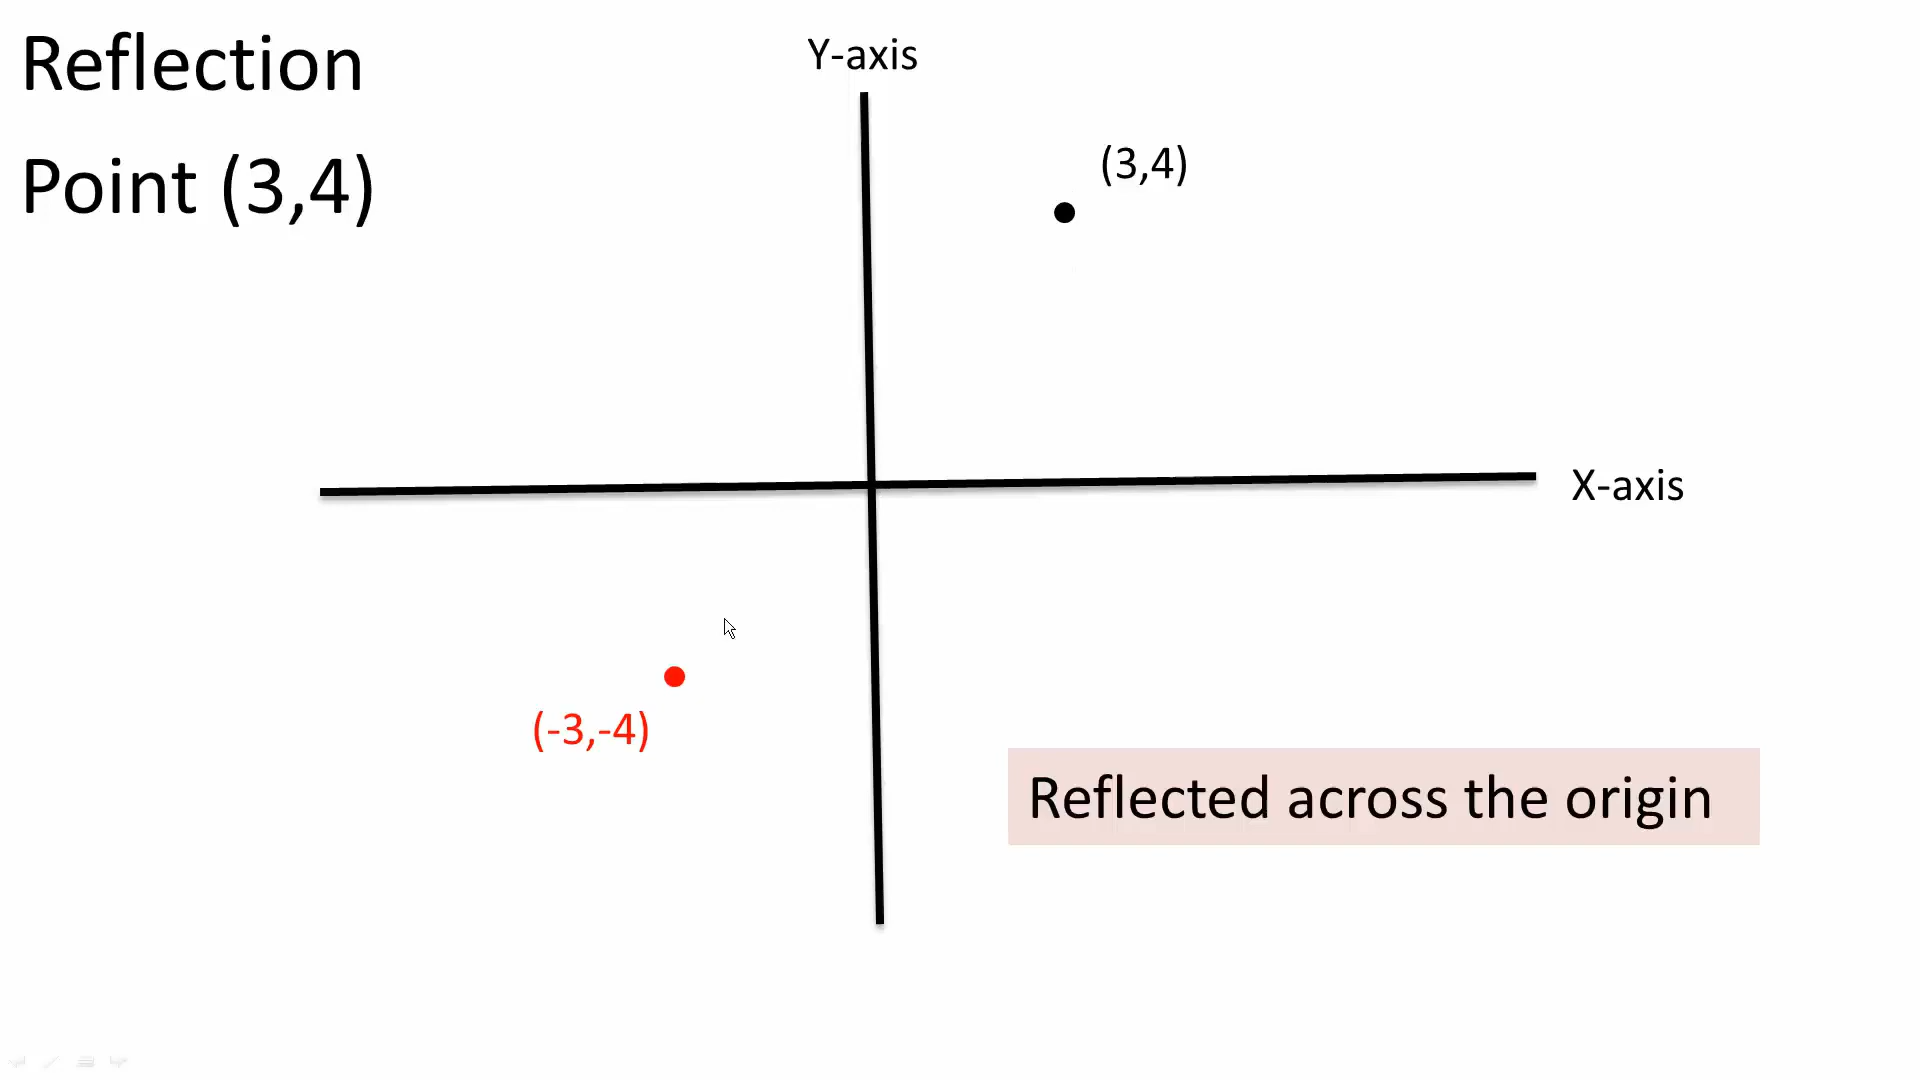 Reflection
Point (3,4)
Y-axis
(3,4)
X-axis
(-3,-4)
Reflected across the origin